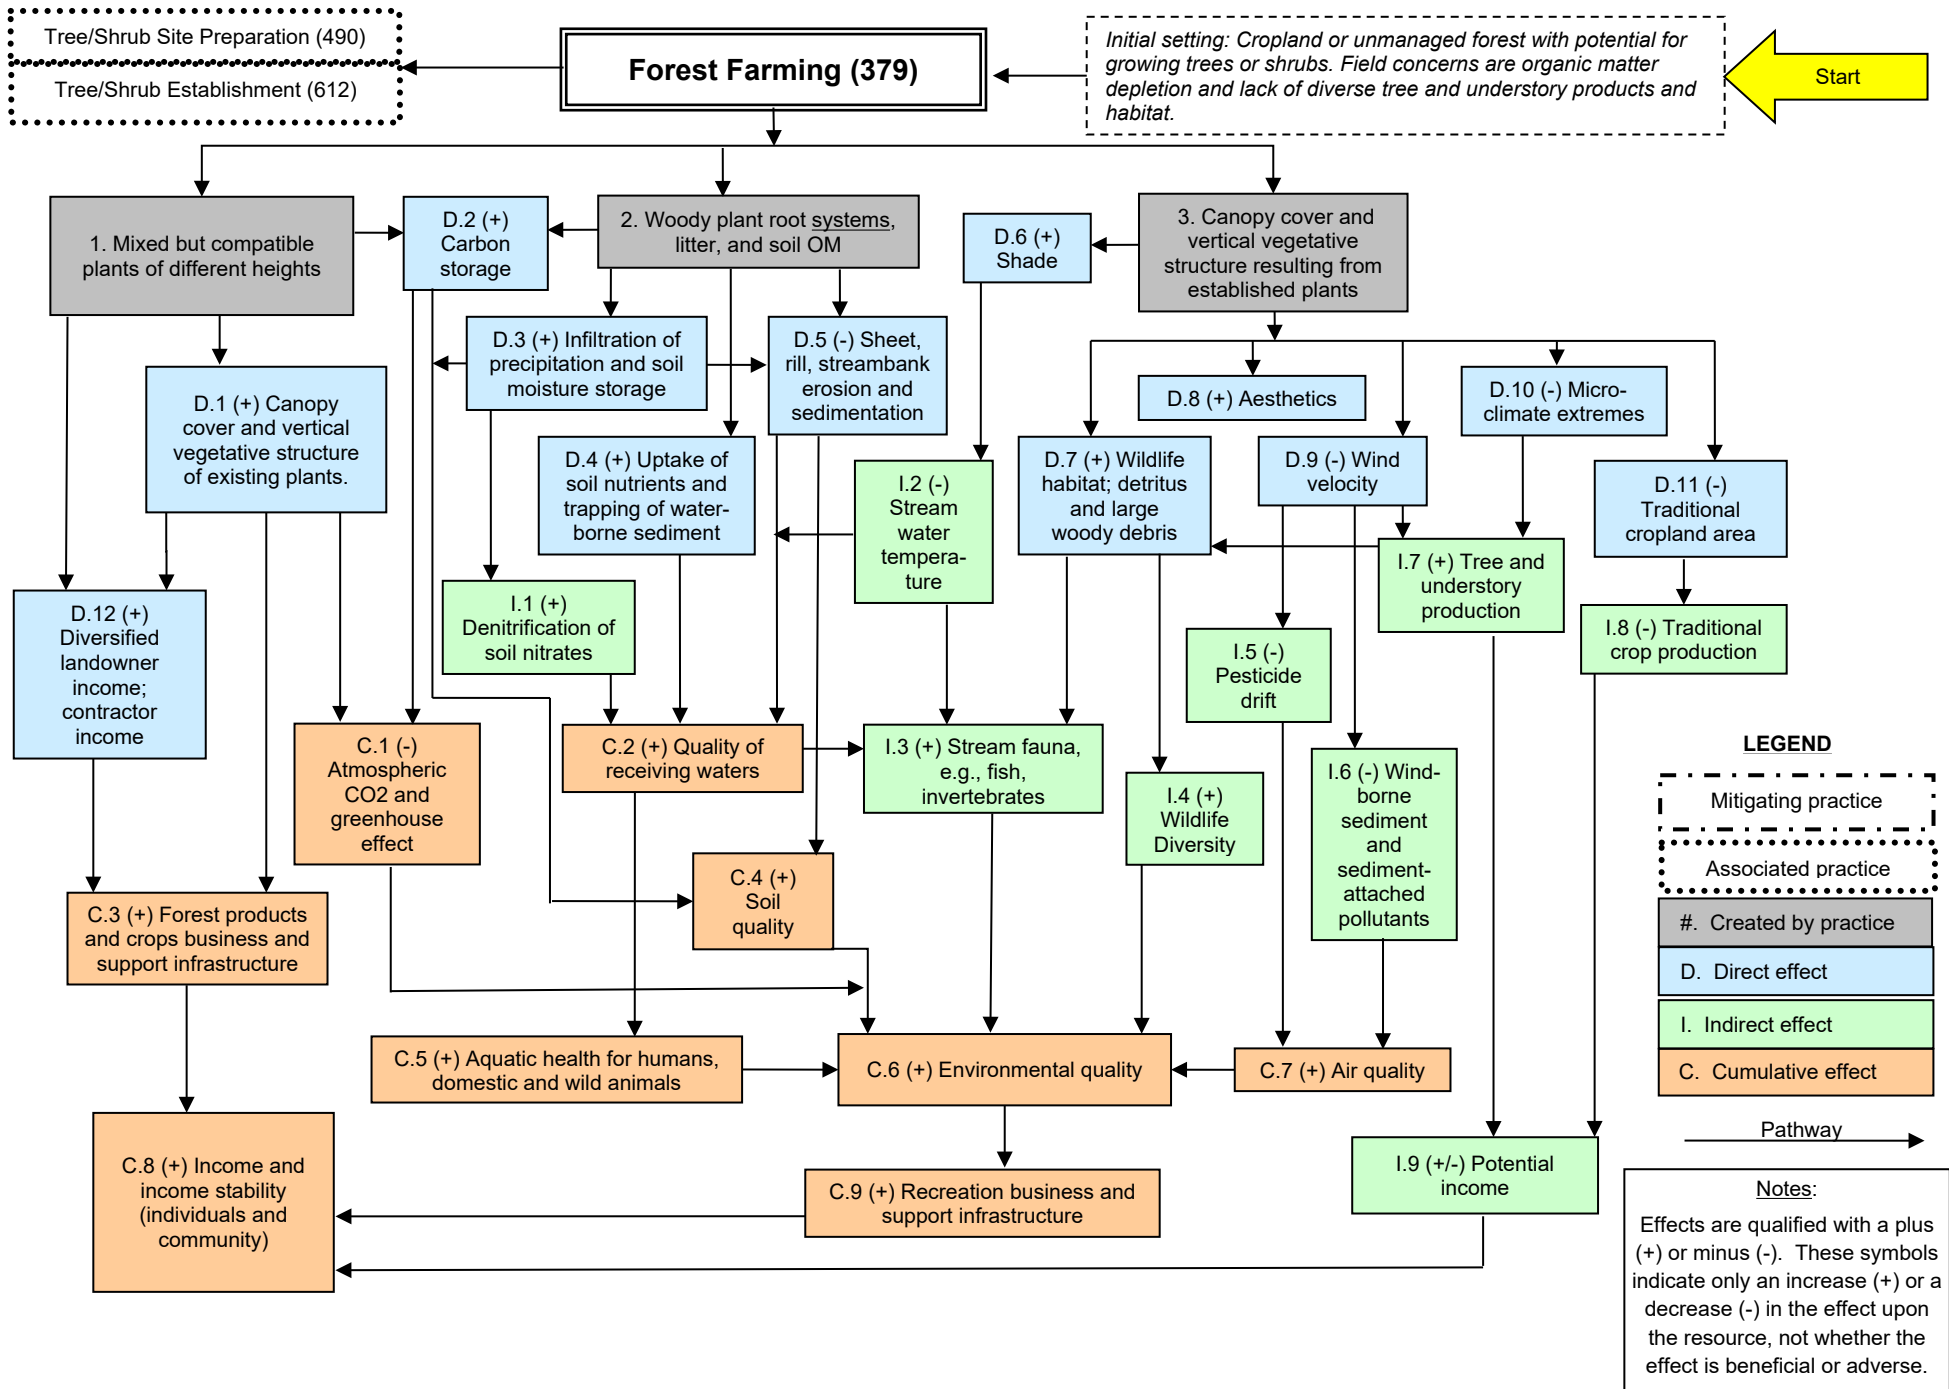 Tree/Shrub Site Preparation (490)
Tree/Shrub Establishment (612)
Forest Farming (379)
Initial setting: Cropland or unmanaged forest with potential for
growing trees or shrubs. Field concerns are organic matter
depletion and lack of diverse tree and understory products and
habitat.
Start
1. Mixed but compatible
plants of different heights
D.2 (+)
Carbon
storage
2. Woody plant root systems,
litter, and soil OM
D.6 (+)
Shade
3. Canopy cover and
vertical vegetative
structure resulting from
established plants
D.3 (+) Infiltration of
precipitation and soil
moisture storage
D.5 (-) Sheet,
rill, streambank
erosion and
sedimentation
D.1 (+) Canopy
cover and vertical
vegetative structure
of existing plants.
D.8 (+) Aesthetics
D.10 (-) Micro-
climate extremes
D.4 (+) Uptake of
soil nutrients and
trapping of water-
borne sediment
I.2 (-)
Stream
water
tempera-
ture
D.7 (+) Wildlife
habitat; detritus
and large
woody debris
D.9 (-) Wind
velocity
D.11 (-)
Traditional
cropland area
I.7 (+) Tree and
understory
production
D.12 (+)
Diversified
landowner
income;
contractor
income
I.1 (+)
Denitrification of
soil nitrates
I.5 (-)
Pesticide
drift
I.8 (-) Traditional
crop production
C.1 (-)
Atmospheric
CO2 and
greenhouse
effect
C.2 (+) Quality of
receiving waters
I.3 (+) Stream fauna,
e.g., fish,
invertebrates
I.4 (+)
Wildlife
Diversity
I.6 (-) Wind-
borne
sediment
and
sediment-
attached
pollutants
C.3 (+) Forest products
and crops business and
support infrastructure
C.4 (+)
Soil
quality
C.5 (+) Aquatic health for humans,
domestic and wild animals
C.6 (+) Environmental quality
C.7 (+) Air quality
C.8 (+) Income and
income stability
(individuals and
community)
C.9 (+) Recreation business and
support infrastructure
I.9 (+/-) Potential
income
LEGEND
Mitigating practice
Associated practice
#. Created by practice
D. Direct effect
I. Indirect effect
C. Cumulative effect
Pathway
Notes:
Effects are qualified with a plus
(+) or minus (-). These symbols
indicate only an increase (+) or a
decrease (-) in the effect upon
the resource, not whether the
effect is beneficial or adverse.